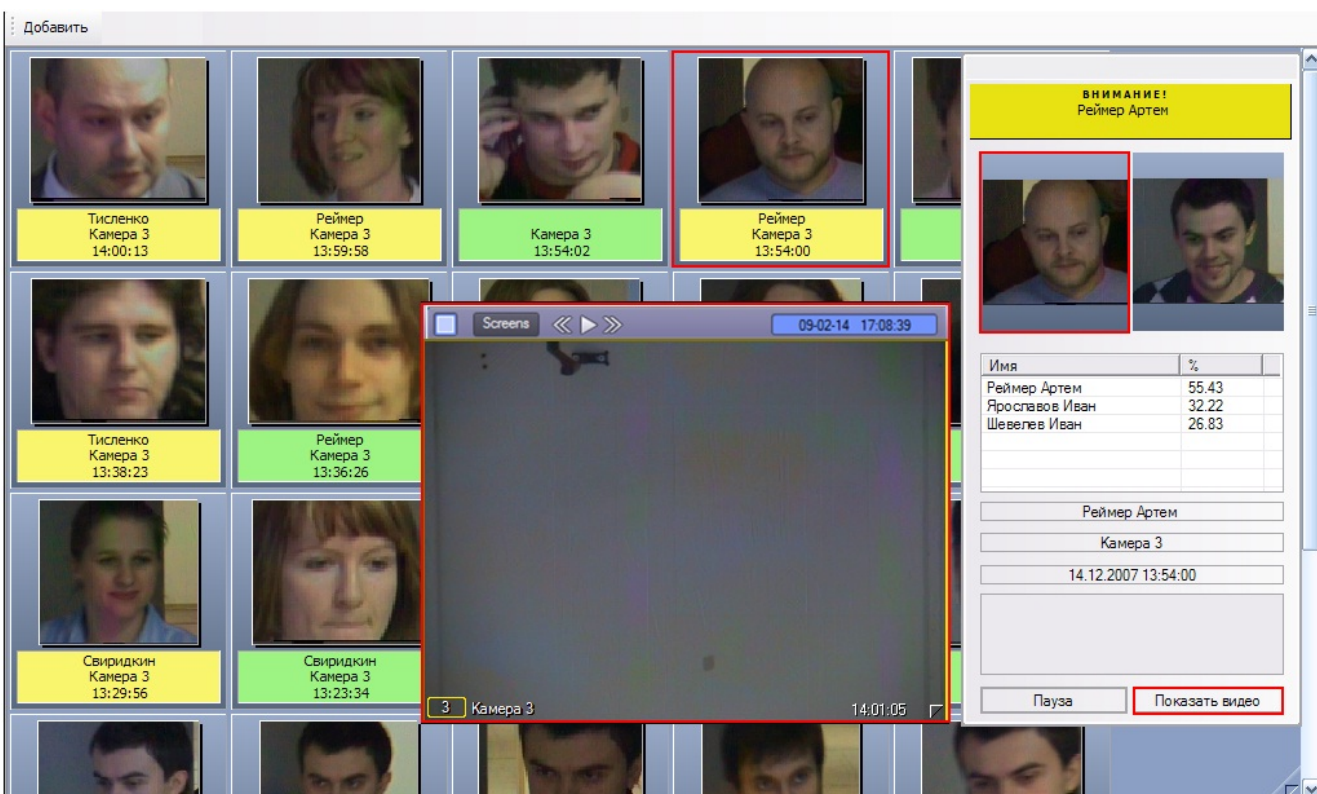 Добавить
Тисленко
Камера 3
14:00:13
Реймер
Камера 3
13:59:58
Камера 3
13:54:02
Реймер
Камера 3
13:54:00
ВНИМАНИЕ!
Реймер Артем
Имя %
Реймер Артем 55.43
Ярославов Иван 32.22
Шевелев Иван 26.83
Реймер Артем
Камера 3
14.12.2007 13:54:00
Пауза
Показать видео
Тисленко
Камера 3
13:38:23
Реймер
Камера 3
13:36:26
Screens
09-02-14 17:08:39
3 Камера 3
14:01:05
Свиридкин
Камера 3
13:29:56
Свиридкин
Камера 3
13:23:34